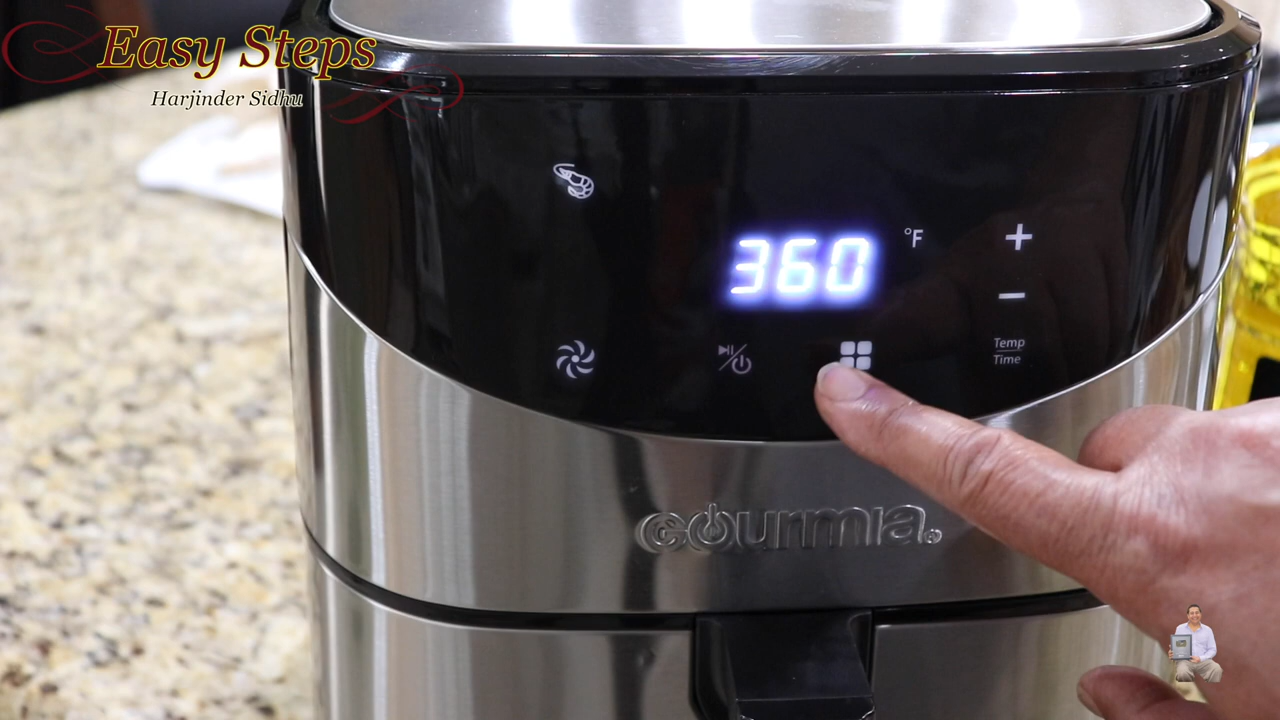 Easy Steps
Harjinder Sidhu
360
°F
+
−
Temp
Time
gourmia®